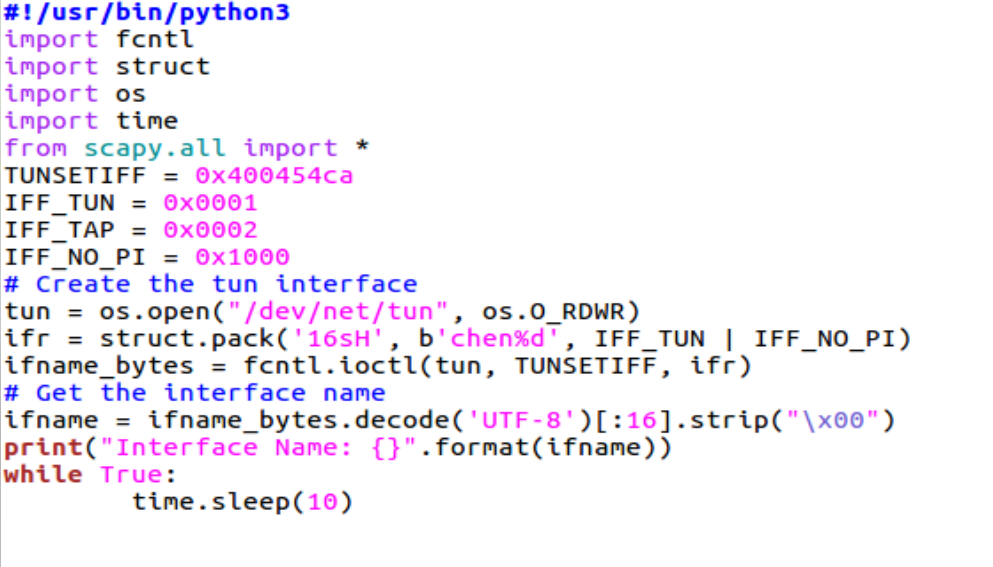 #!/usr/bin/python3
import fcntl
import struct
import os
import time
from scapy.all import *
TUNSETIFF = 0x400454ca
IFF_TUN = 0x0001
IFF_TAP = 0x0002
IFF_NO_PI = 0x1000
# Create the tun interface
tun = os.open("/dev/net/tun", os.O_RDWR)
ifr = struct.pack('16sH', b'chen%d', IFF_TUN | IFF_NO_PI)
ifname_bytes = fcntl.ioctl(tun, TUNSETIFF, ifr)
# Get the interface name
ifname = ifname_bytes.decode('UTF-8')[:16].strip("\x00")
print("Interface Name: {}".format(ifname))
while True:
        time.sleep(10)